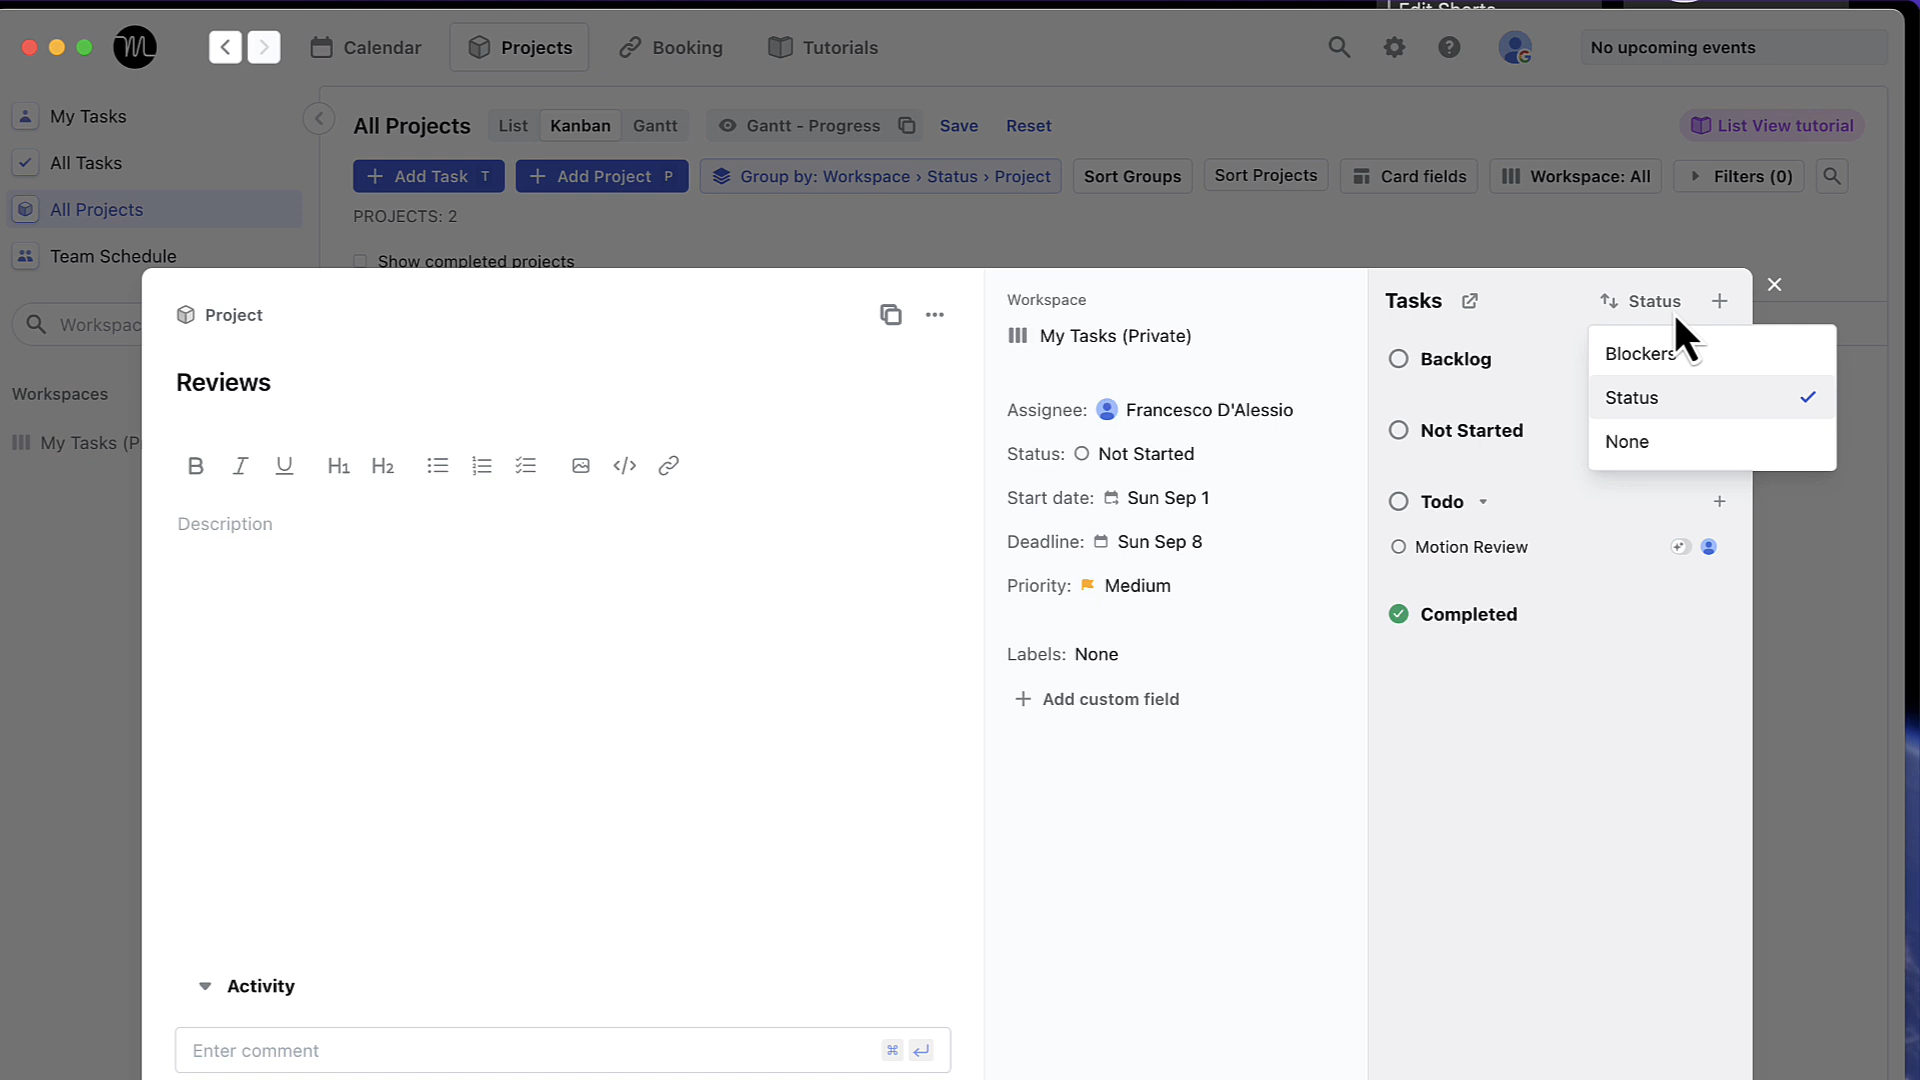 Edit Shorts
Calendar
Projects
Booking
Tutorials
No upcoming events
My Tasks
All Tasks
All Projects
Team Schedule
Workspac
Workspaces
My Tasks (P
All Projects
List
Kanban
Gantt
Gantt - Progress
Save
Reset
List View tutorial
Add Task T
Add Project P
Group by: Workspace › Status › Project
Sort Groups
Sort Projects
Card fields
Workspace: All
Filters (0)
PROJECTS: 2
Show completed projects
Project
Reviews
B I U H1 H2
Description
Activity
Enter comment
Workspace
My Tasks (Private)
Assignee: Francesco D'Alessio
Status: Not Started
Start date: Sun Sep 1
Deadline: Sun Sep 8
Priority: Medium
Labels: None
Add custom field
Tasks
Status
Blockers
Status
None
Backlog
Not Started
Todo
Motion Review
Completed